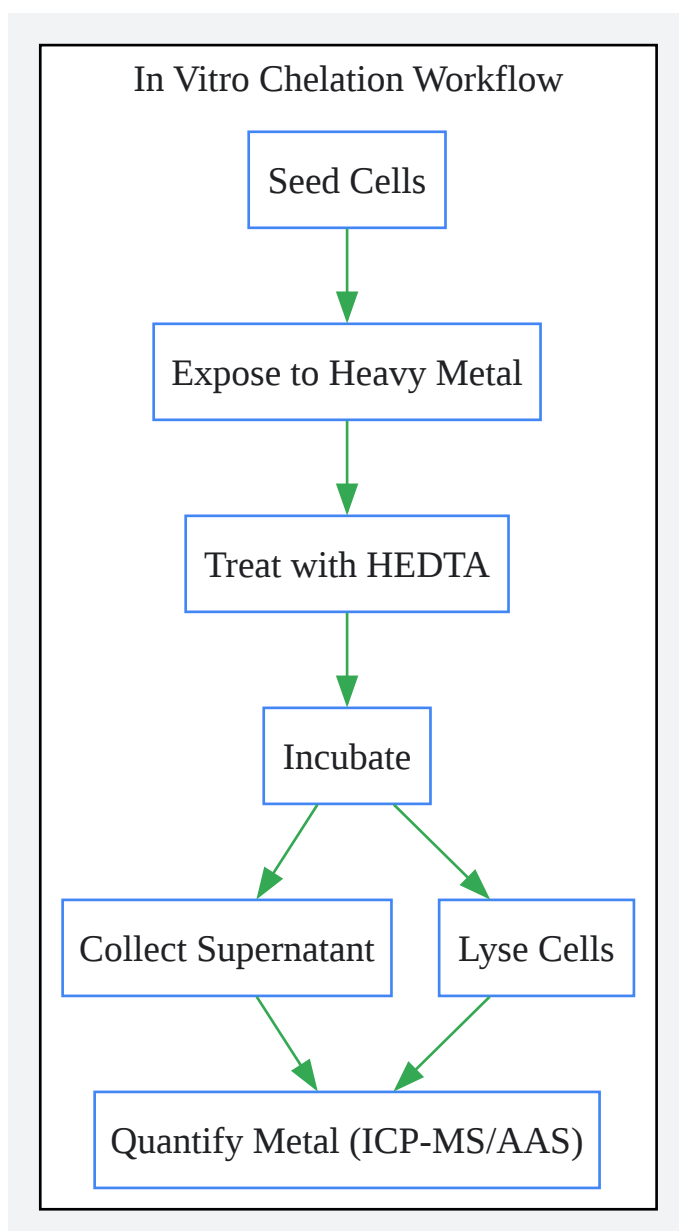 In Vitro Chelation Workflow
Seed Cells
Expose to Heavy Metal
Treat with HEDTA
Incubate
Collect Supernatant
Lyse Cells
Quantify Metal (ICP-MS/AAS)